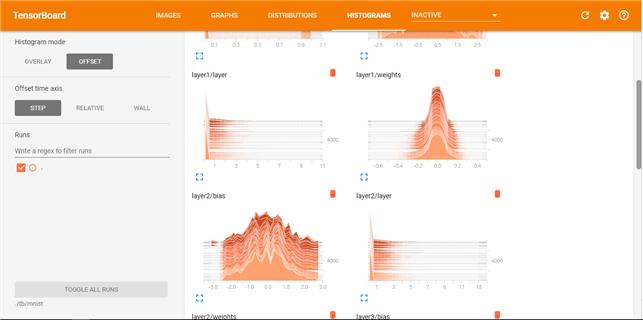 TensorBoard
IMAGES GRAPHS DISTRIBUTIONS HISTOGRAMS INACTIVE
Histogram mode
OVERLAY OFFSET
Offset time axis
STEP RELATIVE WALL
Runs
Write a regex to filter runs
.
TOGGLE ALL RUNS
./tb/mnist
0.1 0.3 0.5 0.7 0.9 1.1
-2.5 -1.5 -0.5 0.5 1.5 2.5
layer1/layer
4000
1 3 5 7 9 11
layer1/weights
4000
-0.6 -0.4 -0.2 0.0 0.2 0.4
layer2/bias
4000
-3.0 -2.0 -1.0 0.0 1.0 2.0 3.0
layer2/layer
4000
1 3 5 7 9 11 13
layer2/weights
layer3/bias